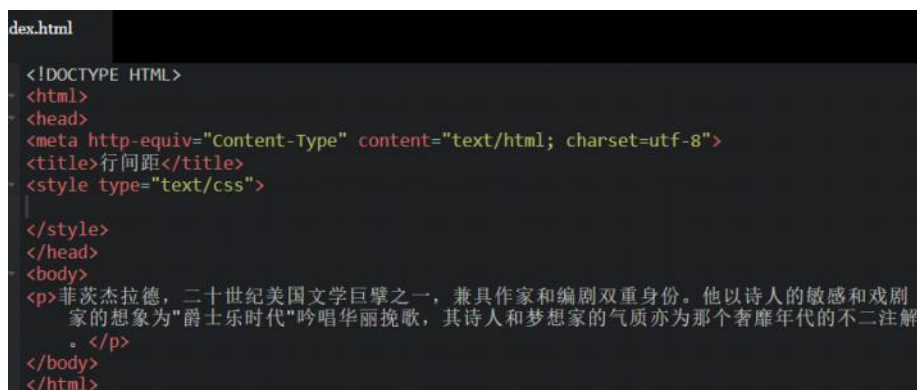 dex.html
<!DOCTYPE HTML>
<html>
<head>
<meta http-equiv="Content-Type" content="text/html; charset=utf-8">
<title>行间距</title>
<style type="text/css">
</style>
</head>
<body>
<p>菲茨杰拉德，二十世纪美国文学巨擘之一，兼具作家和编剧双重身份。他以诗人的敏感和戏剧
家的想象为"爵士乐时代"吟唱华丽挽歌，其诗人和梦想家的气质亦为那个奢靡年代的不二注解
。</p>
</body>
</html>